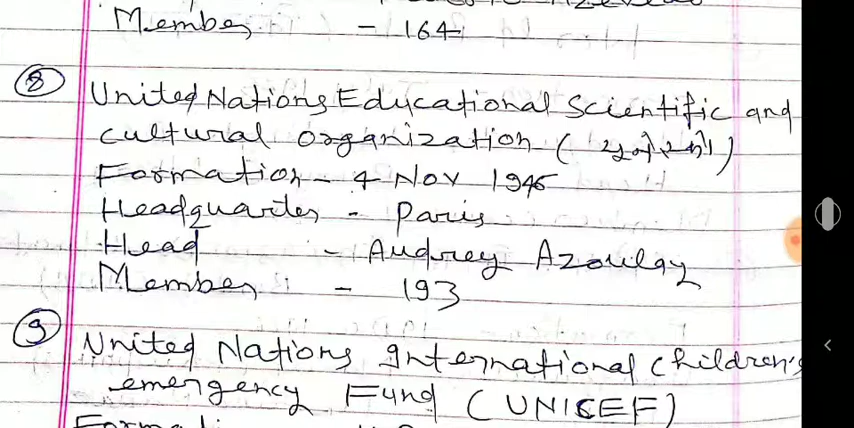 Member - 164
8 United Nations Educational Scientific and
cultural organization (यूनेस्को)
Formation - 4 Nov 1945
Headquarter - Paris
Head - Audrey Azoulay
Member - 193
9 United Nations International Children's
emergency Fund (UNICEF)